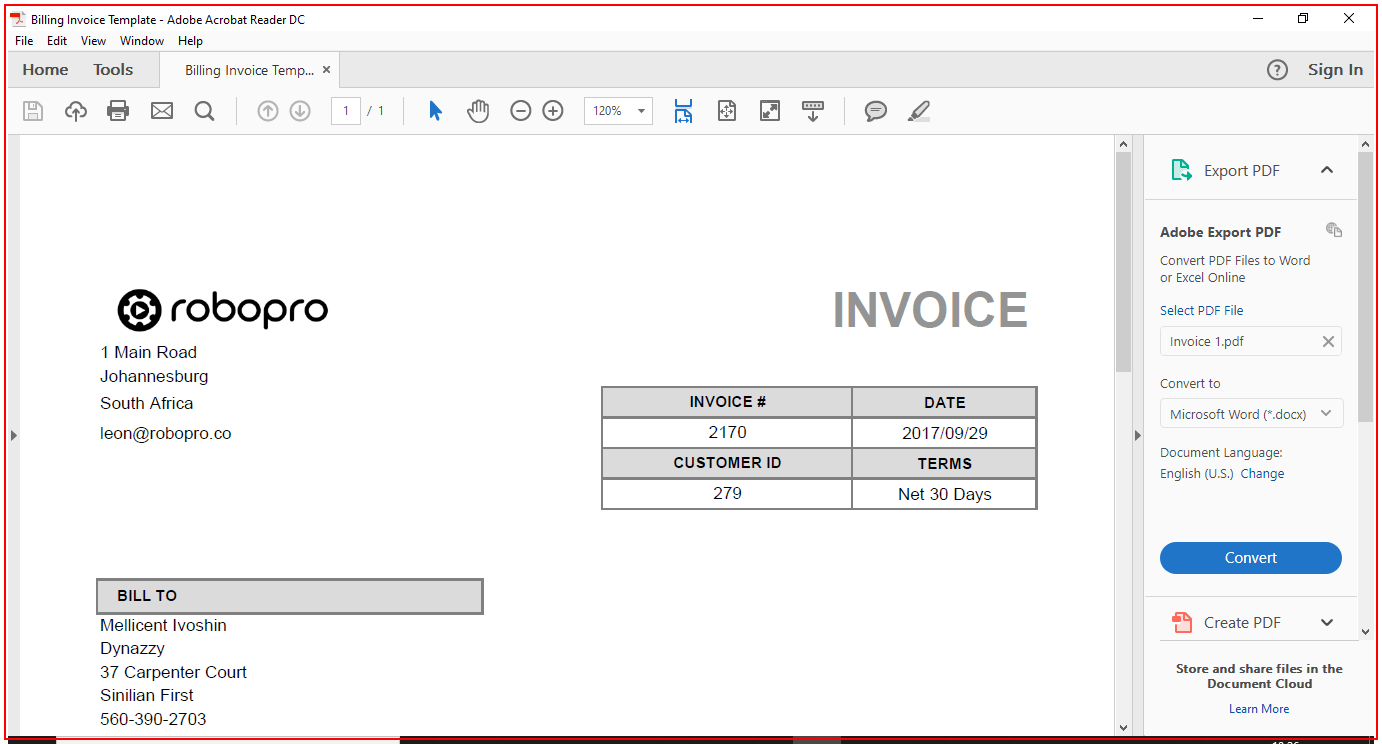 Billing Invoice Template - Adobe Acrobat Reader DC
File Edit View Window Help
Home Tools Billing Invoice Temp... × Sign In
1 / 1 120%
robopro
INVOICE
1 Main Road
Johannesburg
South Africa
leon@robopro.co
INVOICE # DATE
2170 2017/09/29
CUSTOMER ID TERMS
279 Net 30 Days
BILL TO
Mellicent Ivoshin
Dynazzy
37 Carpenter Court
Sinilian First
560-390-2703
Export PDF
Adobe Export PDF
Convert PDF Files to Word
or Excel Online
Select PDF File
Invoice 1.pdf
Convert to
Microsoft Word (*.docx)
Document Language:
English (U.S.) Change
Convert
Create PDF
Store and share files in the
Document Cloud
Learn More